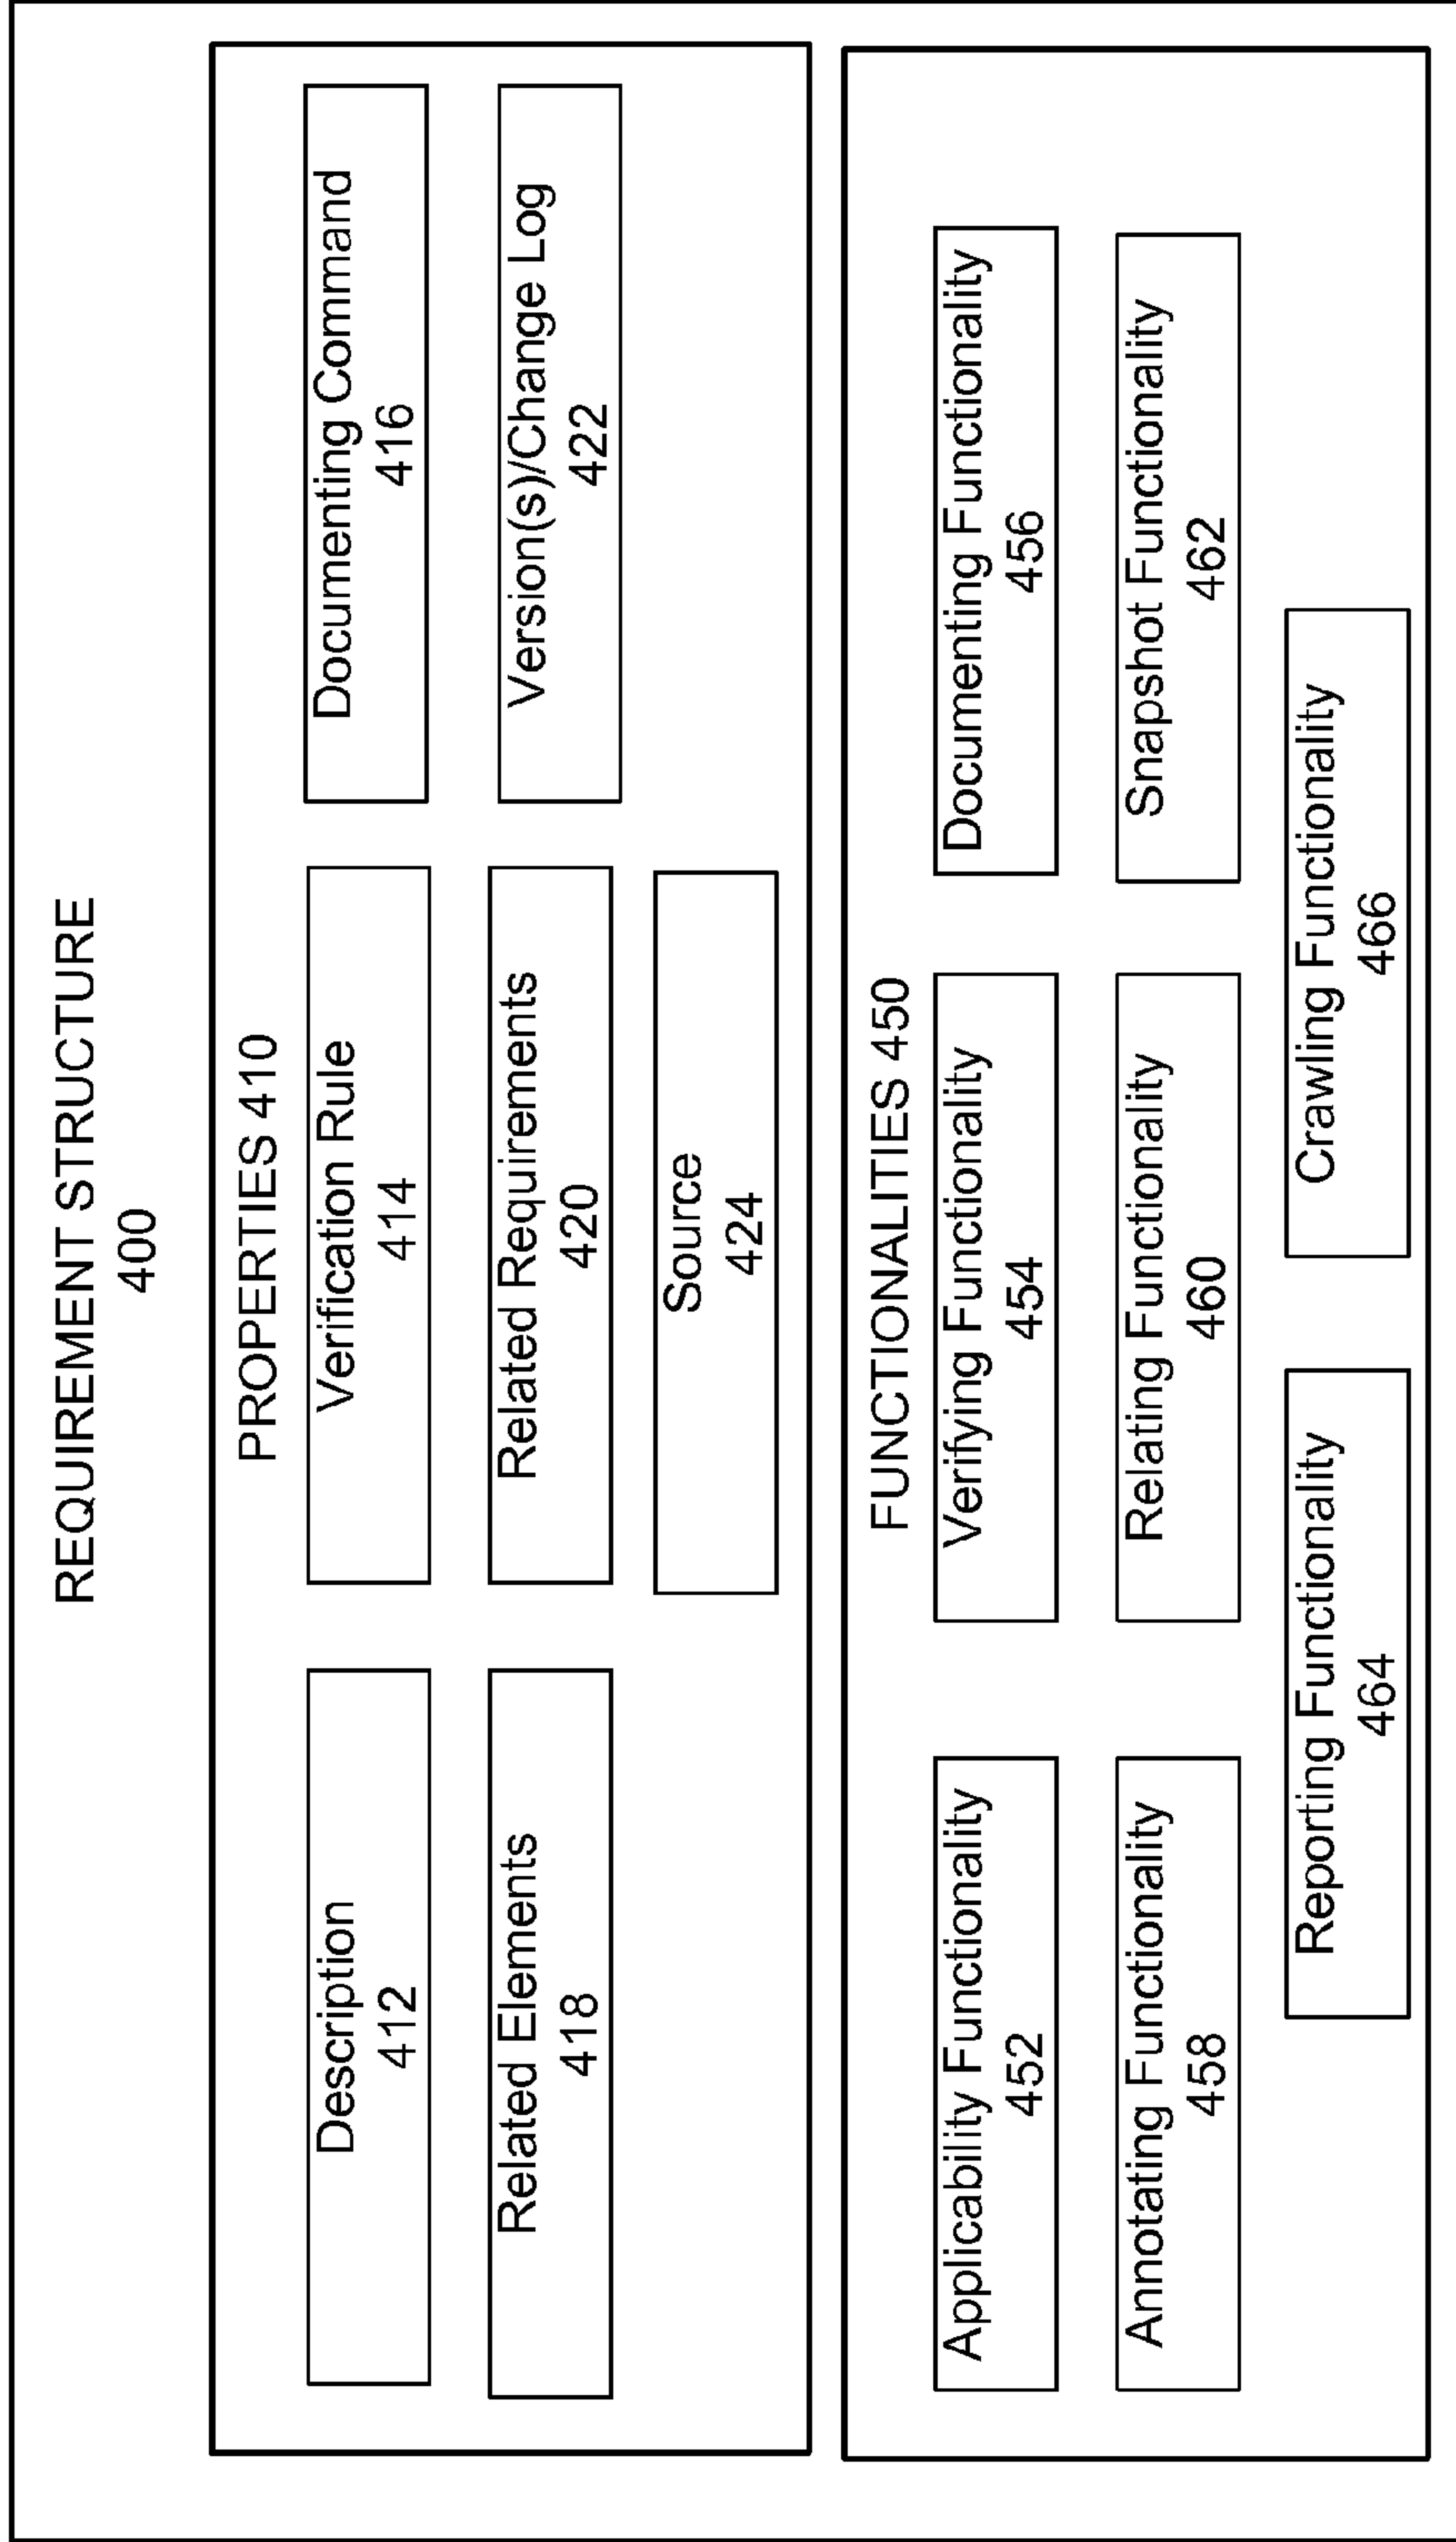 REQUIREMENT STRUCTURE
400
PROPERTIES 410
Description
412
Verification Rule
414
Documenting Command
416
Related Elements
418
Related Requirements
420
Version(s)/Change Log
422
Source
424
FUNCTIONALITIES 450
Applicability Functionality
452
Verifying Functionality
454
Documenting Functionality
456
Annotating Functionality
458
Relating Functionality
460
Snapshot Functionality
462
Reporting Functionality
464
Crawling Functionality
466